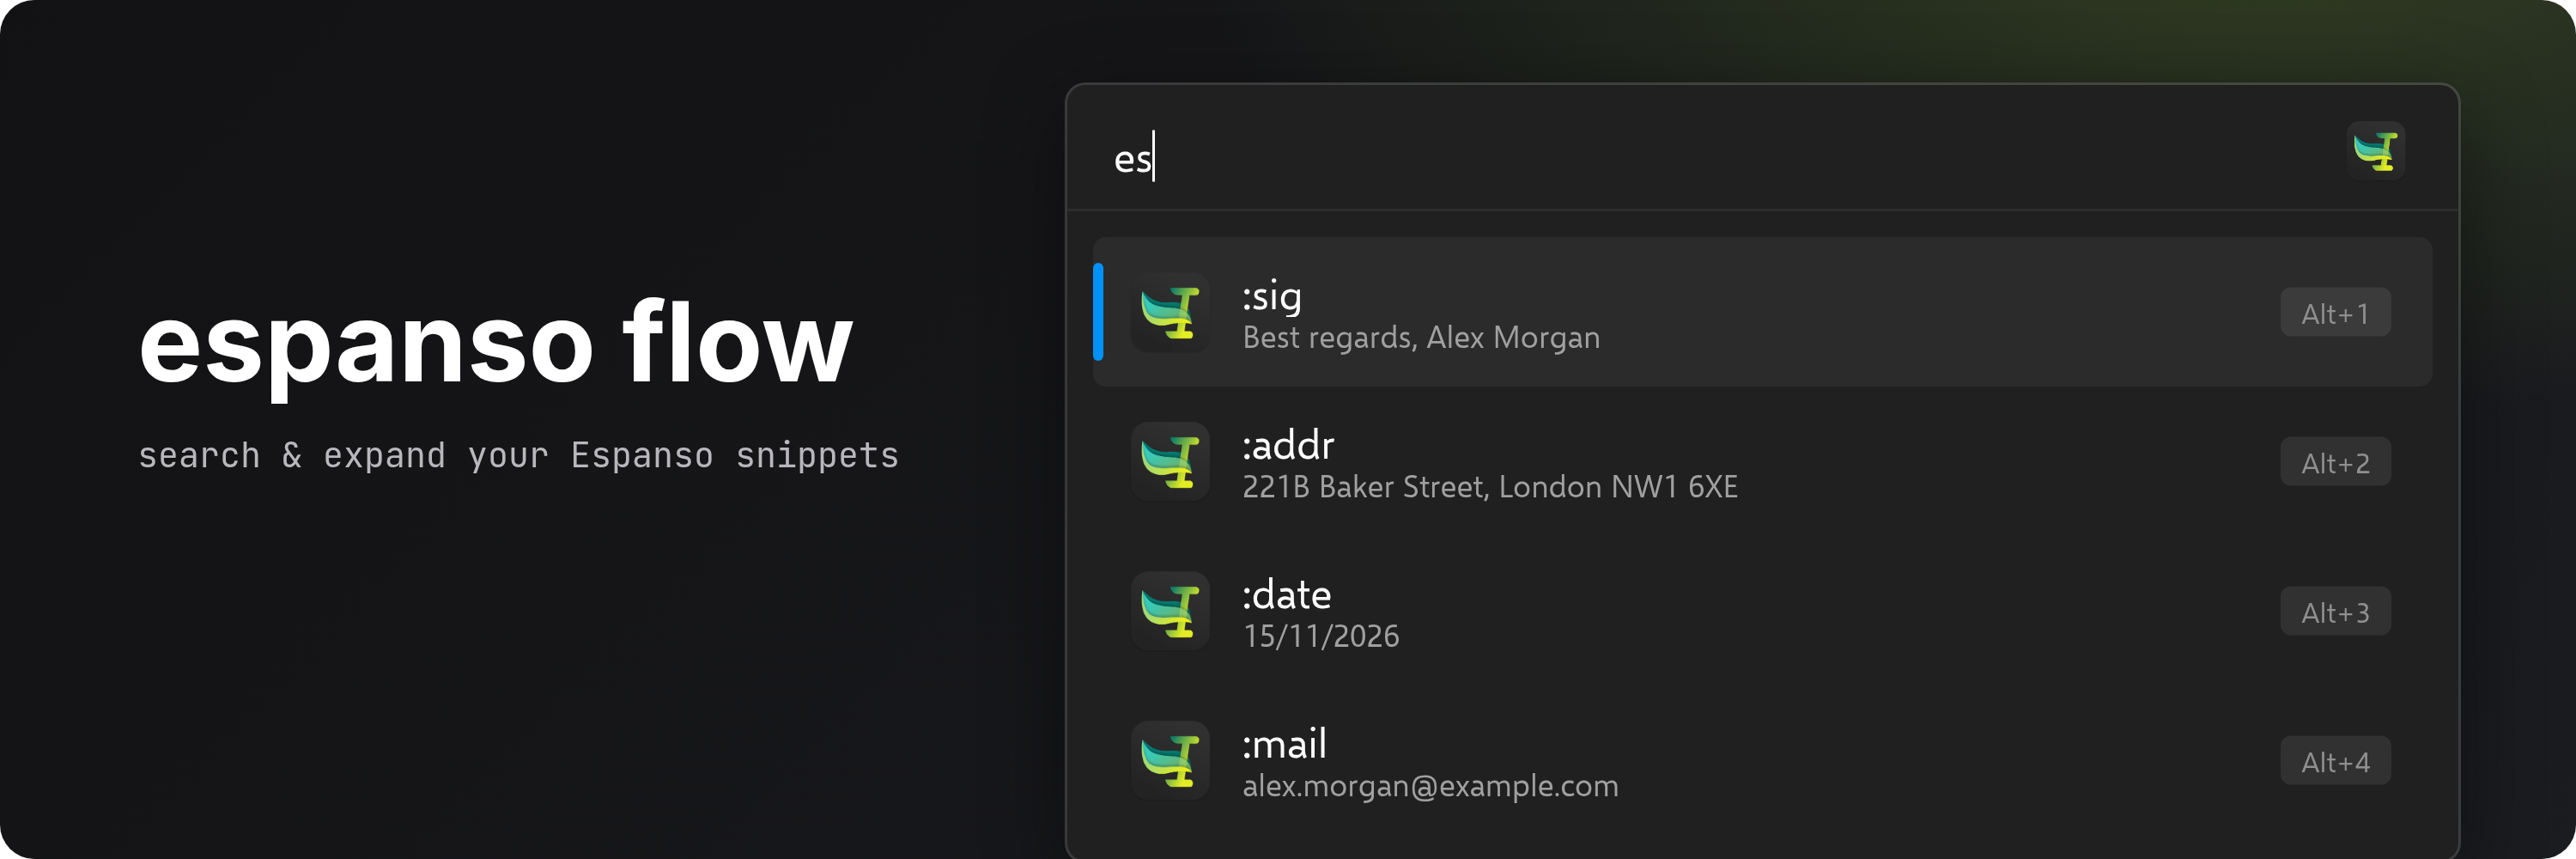 espanso flow
search & expand your Espanso snippets
es
:sig
Best regards, Alex Morgan
Alt+1
:addr
221B Baker Street, London NW1 6XE
Alt+2
:date
15/11/2026
Alt+3
:mail
alex.morgan@example.com
Alt+4